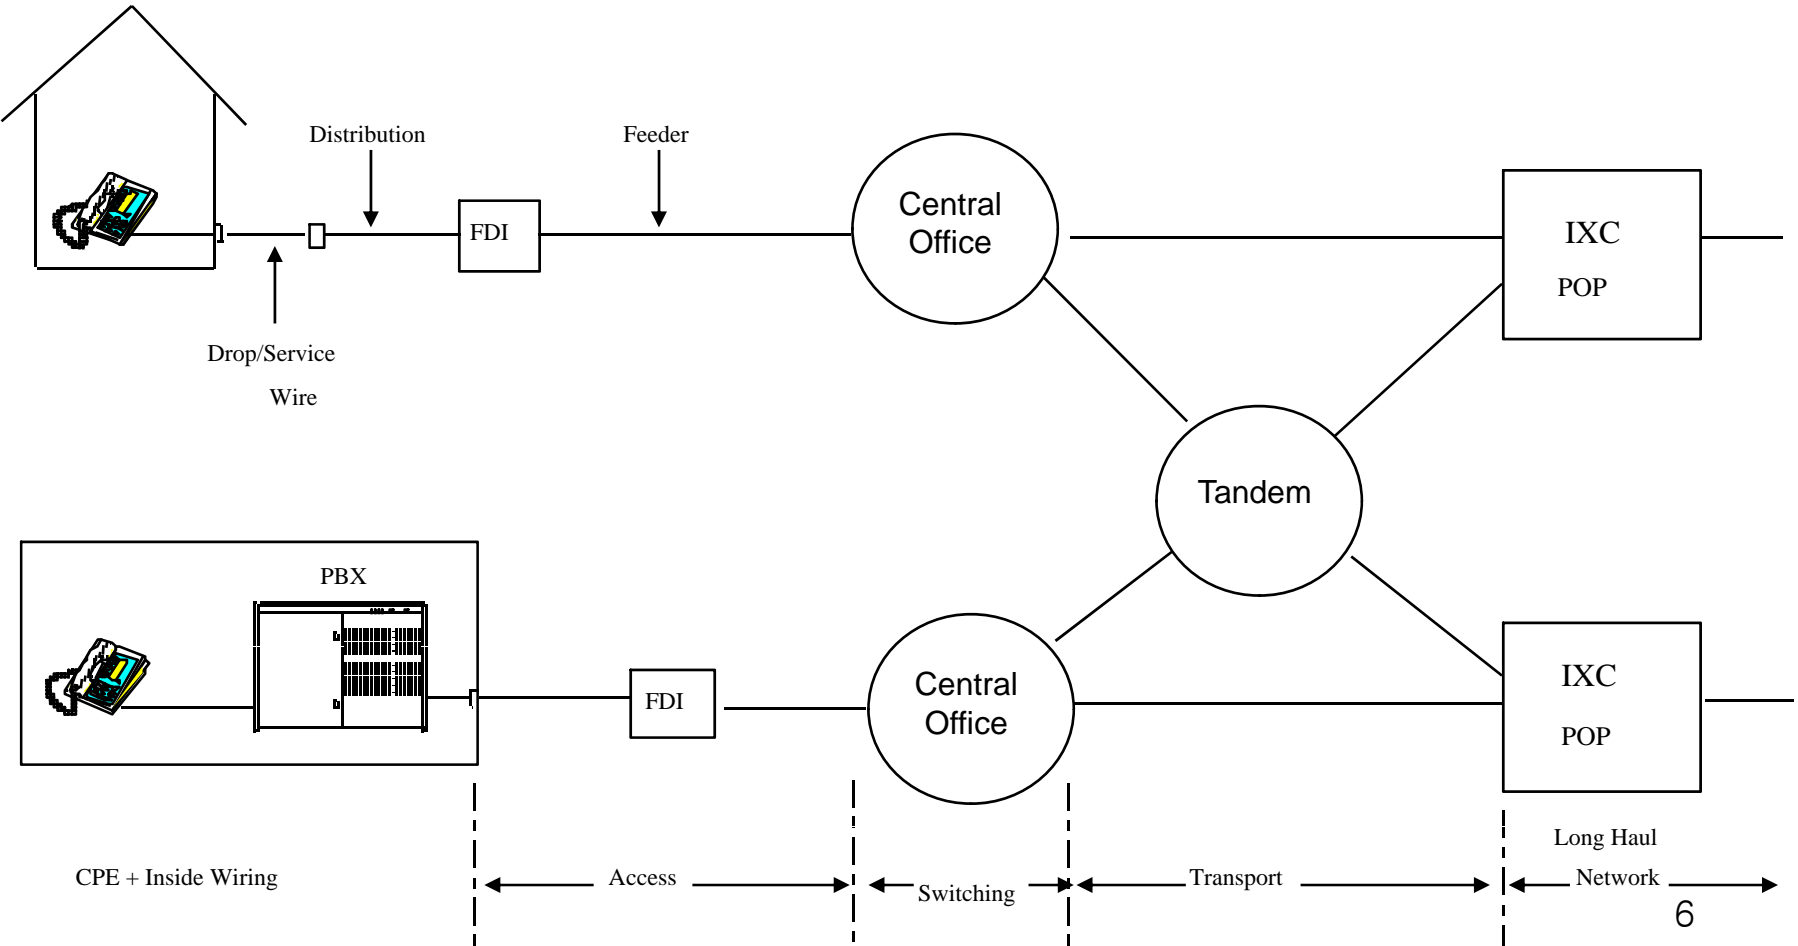 Distribution
Feeder
FDI
Central
Office
IXC
POP
Drop/Service
Wire
Tandem
PBX
FDI
Central
Office
IXC
POP
CPE + Inside Wiring
Access
Switching
Transport
Long Haul
Network
6